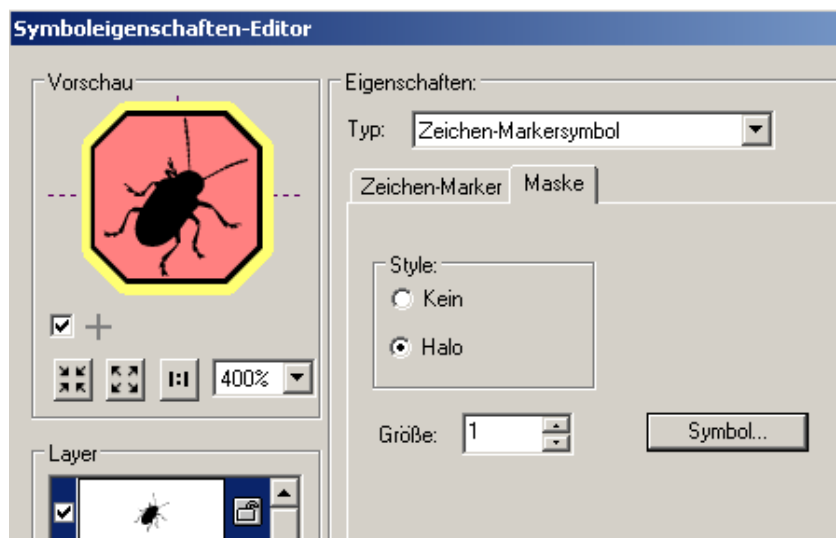 Symboleigenschaften-Editor
Vorschau
400%
Layer
Eigenschaften:
Typ: Zeichen-Markersymbol
Zeichen-Marker Maske
Style:
Kein
Halo
Größe: 1 Symbol...